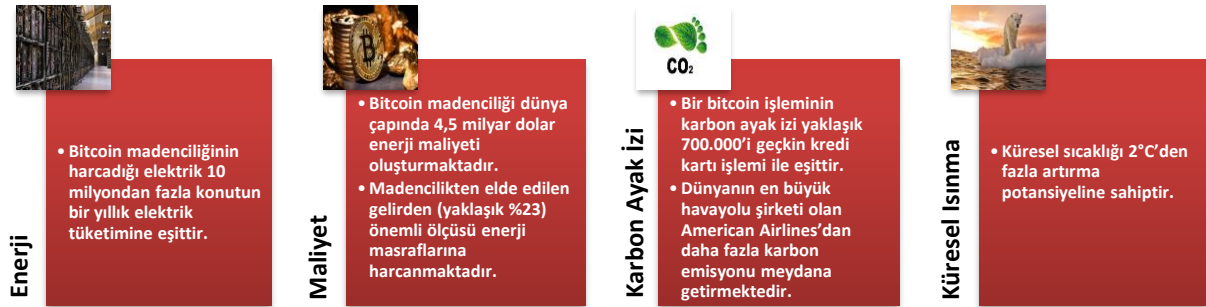 Enerji
• Bitcoin madenciliğinin
harcadığı elektrik 10
milyondan fazla konutun
bir yıllık elektrik
tüketimine eşittir.
Maliyet
• Bitcoin madenciliği dünya
çapında 4,5 milyar dolar
enerji maliyeti
oluşturmaktadır.
• Madencilikten elde edilen
gelirden (yaklaşık %23)
önemli ölçüsü enerji
masraflarına
harcanmaktadır.
CO₂
Karbon Ayak İzi
• Bir bitcoin işleminin
karbon ayak izi yaklaşık
700.000’i geçkin kredi
kartı işlemi ile eşittir.
• Dünyanın en büyük
havayolu şirketi olan
American Airlines’dan
daha fazla karbon
emisyonu meydana
getirmektedir.
Küresel Isınma
• Küresel sıcaklığı 2°C’den
fazla artırma
potansiyeline sahiptir.